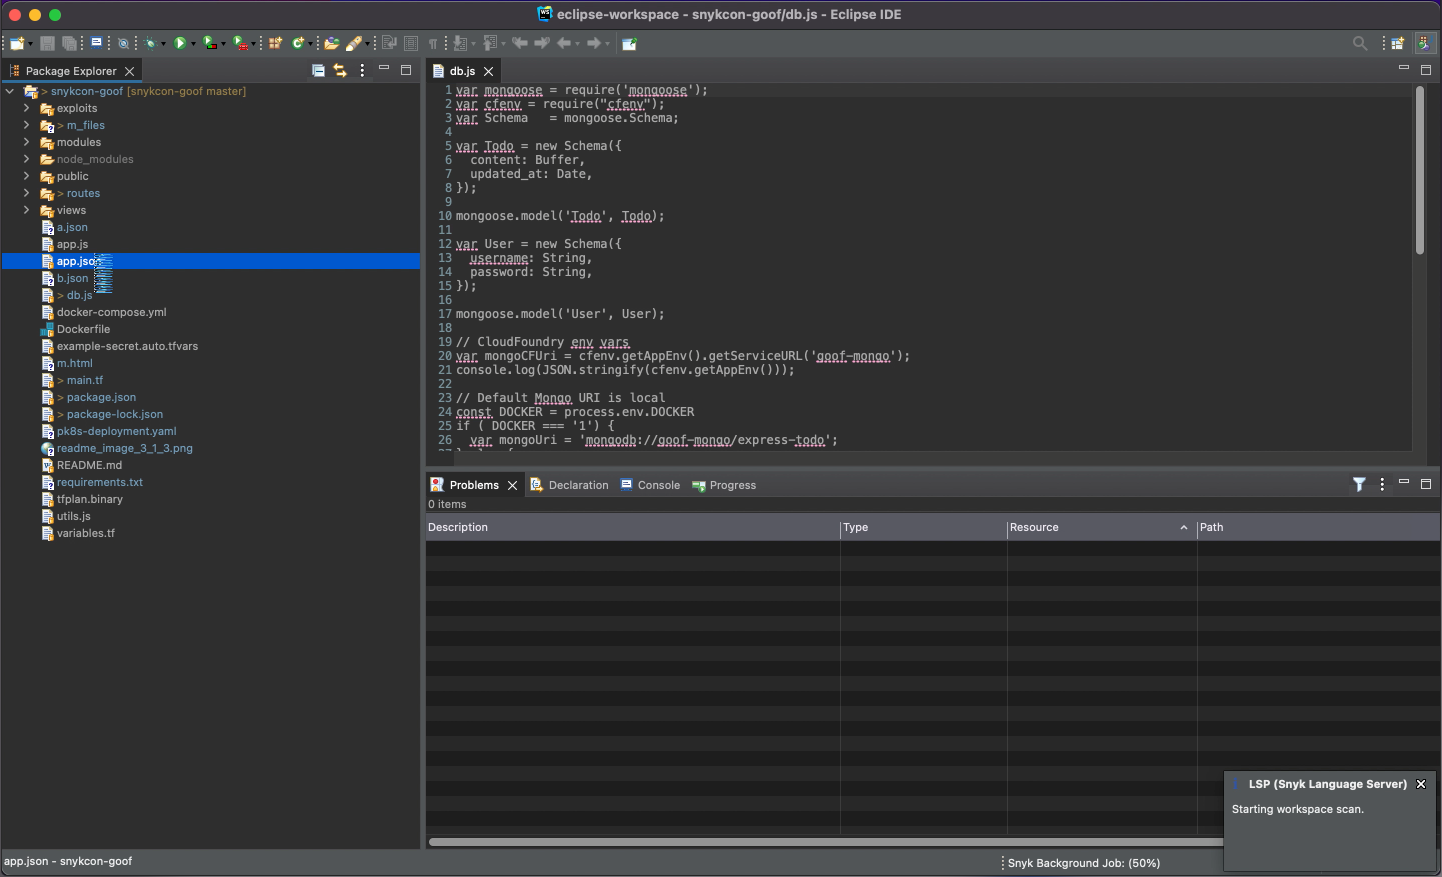 eclipse-workspace - snykcon-goof/db.js - Eclipse IDE
Package Explorer
> snykcon-goof [snykcon-goof master]
exploits
> m_files
modules
node_modules
public
> routes
views
a.json
app.js
app.json
b.json
> db.js
docker-compose.yml
Dockerfile
example-secret.auto.tfvars
m.html
> main.tf
> package.json
> package-lock.json
pk8s-deployment.yaml
readme_image_3_1_3.png
README.md
requirements.txt
tfplan.binary
utils.js
variables.tf
db.js
1 var mongoose = require('mongoose');
2 var cfenv = require("cfenv");
3 var Schema   = mongoose.Schema;
4
5 var Todo = new Schema({
6   content: Buffer,
7   updated_at: Date,
8 });
9
10 mongoose.model('Todo', Todo);
11
12 var User = new Schema({
13   username: String,
14   password: String,
15 });
16
17 mongoose.model('User', User);
18
19 // CloudFoundry env vars
20 var mongoCFUri = cfenv.getAppEnv().getServiceURL('goof-mongo');
21 console.log(JSON.stringify(cfenv.getAppEnv()));
22
23 // Default Mongo URI is local
24 const DOCKER = process.env.DOCKER
25 if ( DOCKER === '1') {
26   var mongoUri = 'mongodb://goof-mongo/express-todo';
Problems Declaration Console Progress
0 items
Description Type Resource Path
LSP (Snyk Language Server)
Starting workspace scan.
app.json - snykcon-goof
Snyk Background Job: (50%)